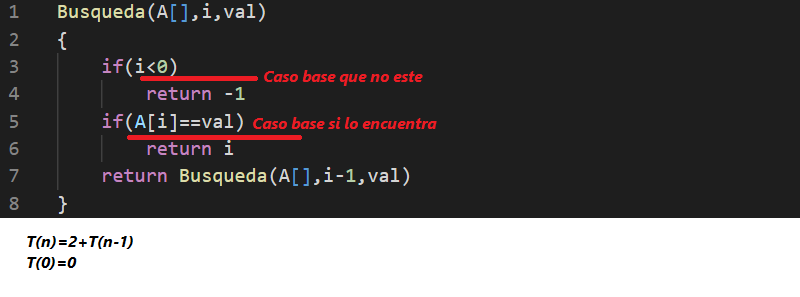 1 Busqueda(A[],i,val)
2 {
3 if(i<0) Caso base que no este
4 return -1
5 if(A[i]==val) Caso base si lo encuentra
6 return i
7 return Busqueda(A[],i-1,val)
8 }
T(n)=2+T(n-1)
T(0)=0